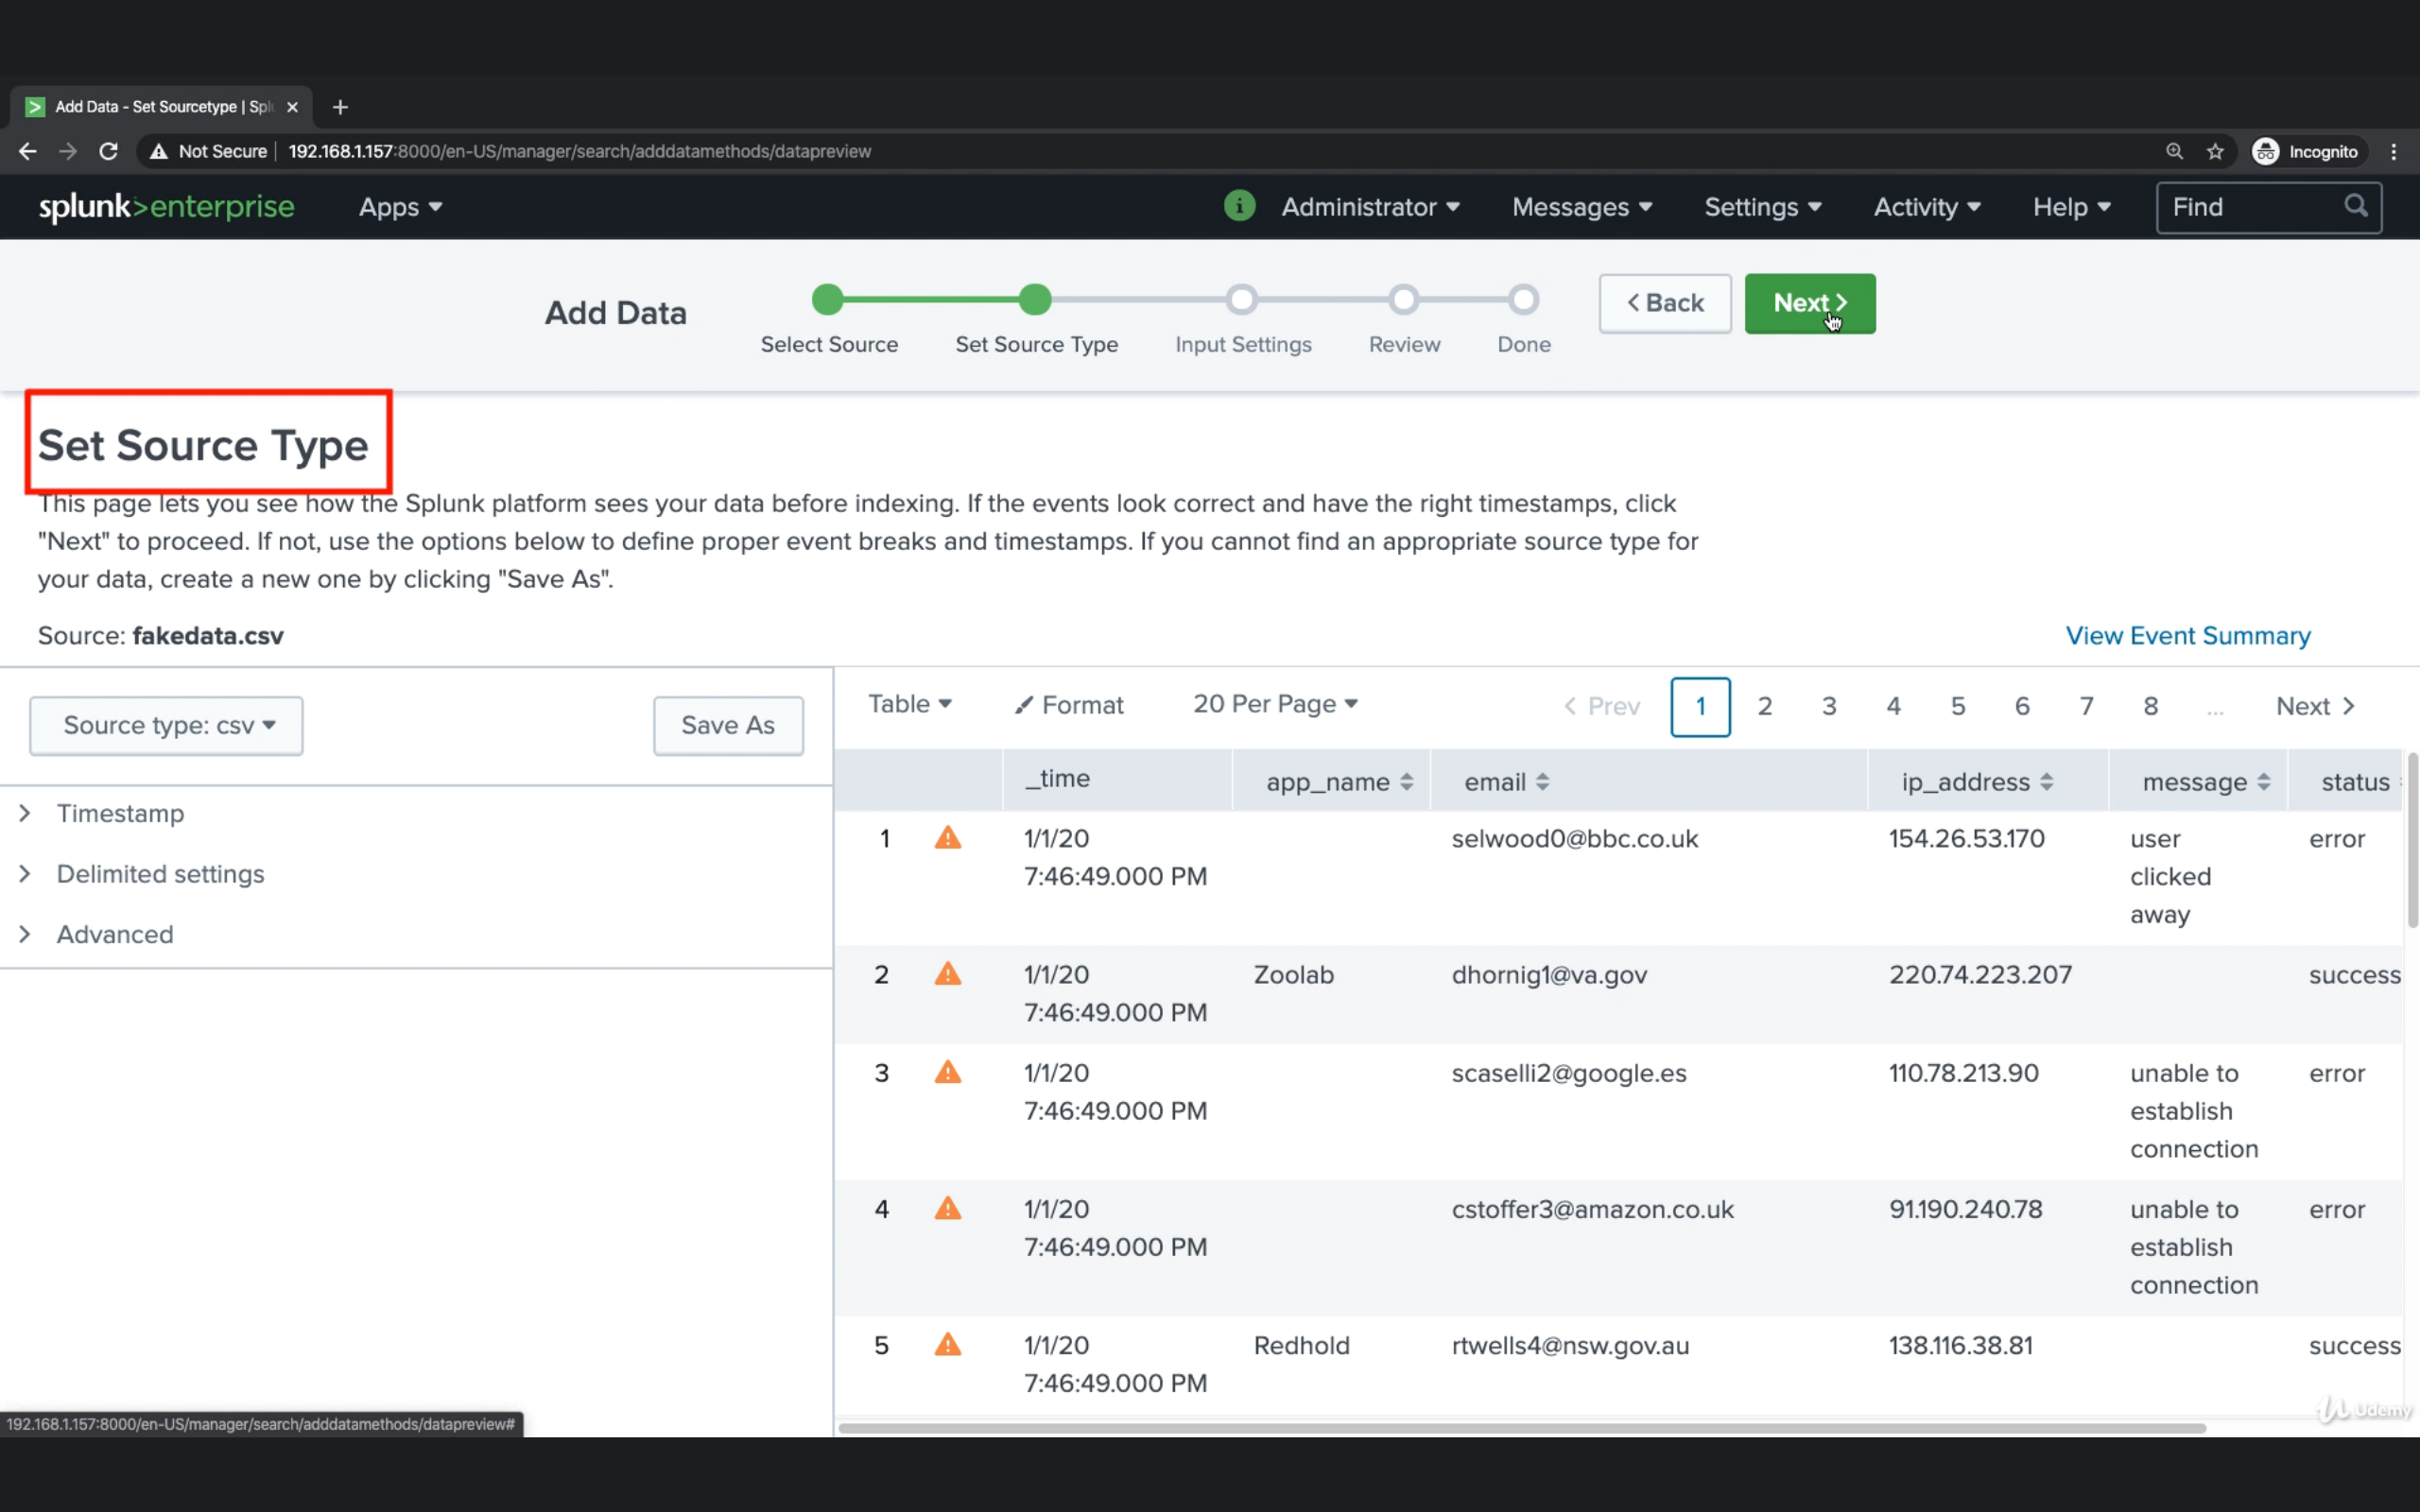 Add Data - Set Sourcetype | Spl
Not Secure 192.168.1.157:8000/en-US/manager/search/adddatamethods/datapreview Incognito
splunk>enterprise Apps Administrator Messages Settings Activity Help Find
Add Data Select Source Set Source Type Input Settings Review Done < Back Next >
Set Source Type
This page lets you see how the Splunk platform sees your data before indexing. If the events look correct and have the right timestamps, click
"Next" to proceed. If not, use the options below to define proper event breaks and timestamps. If you cannot find an appropriate source type for
your data, create a new one by clicking "Save As".
Source: fakedata.csv View Event Summary
Source type: csv Save As
Timestamp
Delimited settings
Advanced
Table Format 20 Per Page < Prev 1 2 3 4 5 6 7 8 ... Next >
_time app_name email ip_address message status
1 1/1/20 selwood0@bbc.co.uk 154.26.53.170 user error
7:46:49.000 PM clicked
away
2 1/1/20 Zoolab dhornig1@va.gov 220.74.223.207 success
7:46:49.000 PM
3 1/1/20 scaselli2@google.es 110.78.213.90 unable to error
7:46:49.000 PM establish
connection
4 1/1/20 cstoffer3@amazon.co.uk 91.190.240.78 unable to error
7:46:49.000 PM establish
connection
5 1/1/20 Redhold rtwells4@nsw.gov.au 138.116.38.81 success
7:46:49.000 PM
192.168.1.157:8000/en-US/manager/search/adddatamethods/datapreview#
Udemy